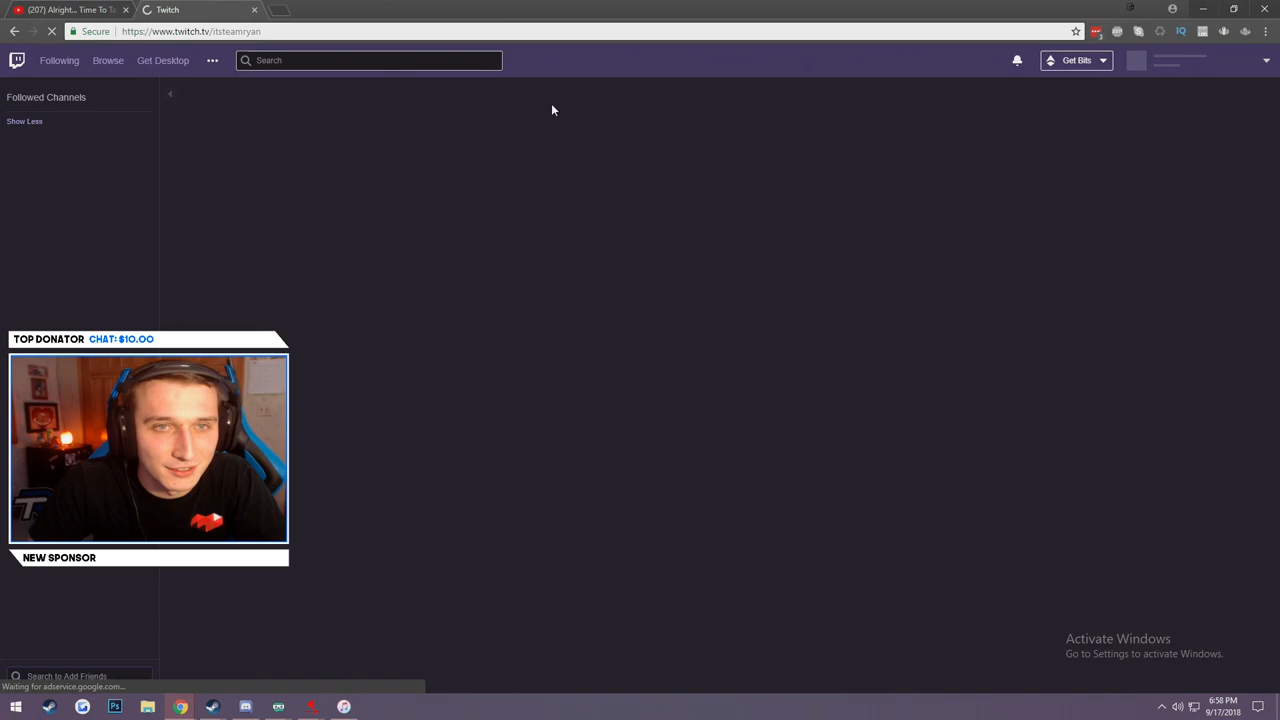 (207) Alright... Time To Ta
Twitch
Secure
https://www.twitch.tv/itsteamryan
Following
Browse
Get Desktop
Search
Get Bits
Followed Channels
Show Less
TOP DONATOR CHAT: $10.00
NEW SPONSOR
Activate Windows
Go to Settings to activate Windows.
Search to Add Friends
Waiting for adservice.google.com...
Ps
6:58 PM
9/17/2018